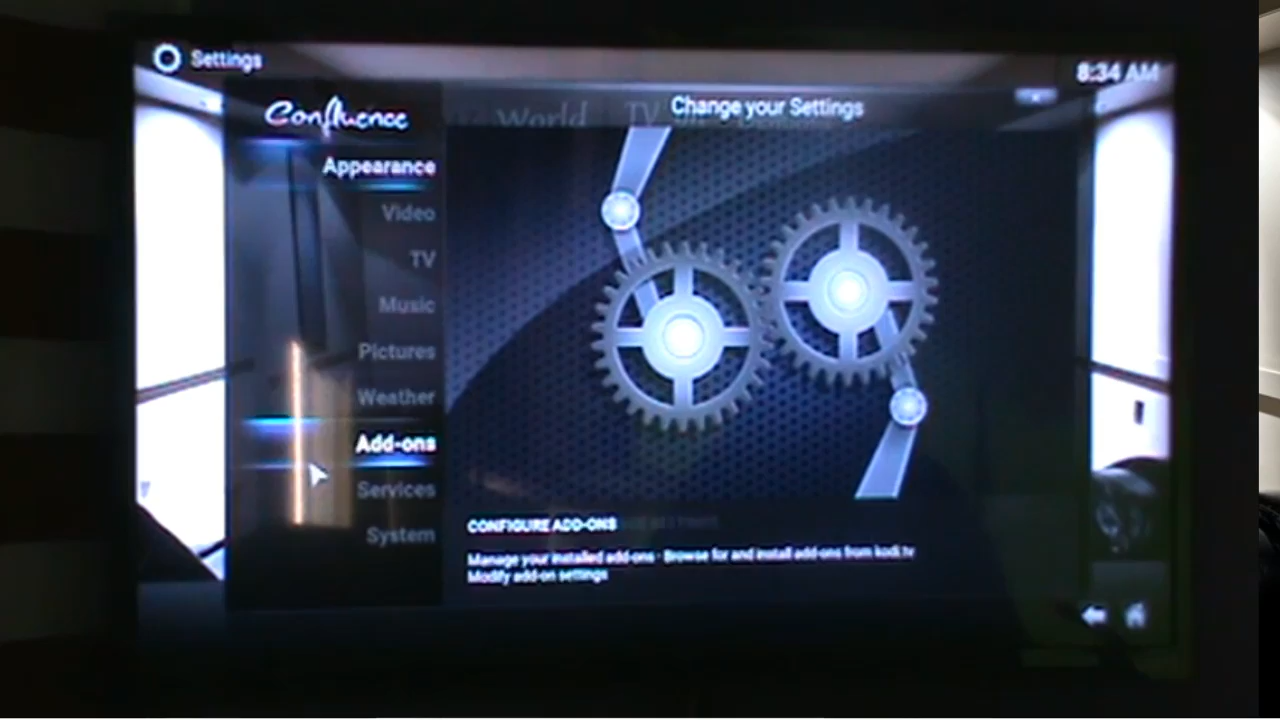 Settings
8:34 AM
Confluence
World TV
Change your Settings
Appearance
Video
TV
Music
Pictures
Weather
Add-ons
Services
System
CONFIGURE ADD-ONS
Manage your installed add-ons · Browse for and install add-ons from kodi.tv
Modify add-on settings